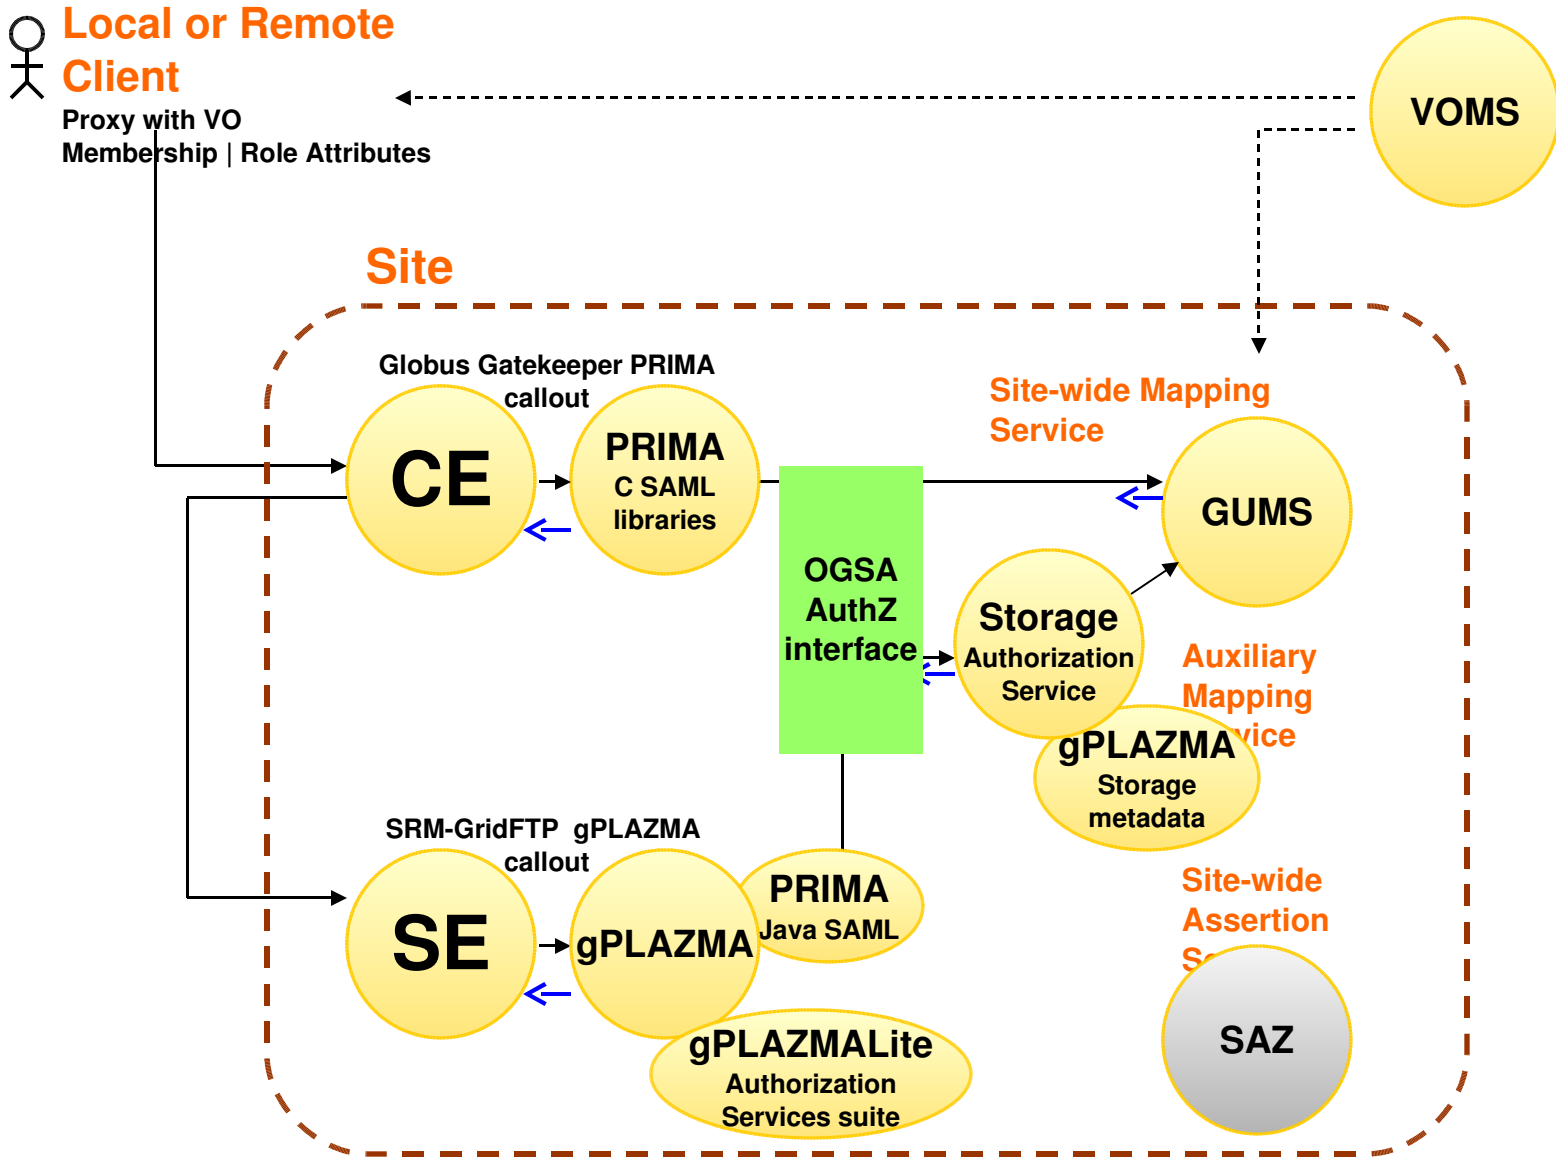 Local or Remote
Client
Proxy with VO
Membership | Role Attributes
VOMS
Site
Globus Gatekeeper PRIMA
callout
CE
PRIMA
C SAML
libraries
OGSA
AuthZ
interface
Site-wide Mapping
Service
GUMS
Storage
Authorization
Service
Auxiliary
Mapping
gPLAZMA
Storage
metadata
SRM-GridFTP gPLAZMA
callout
SE
gPLAZMA
PRIMA
Java SAML
gPLAZMALite
Authorization
Services suite
Site-wide
Assertion
SAZ